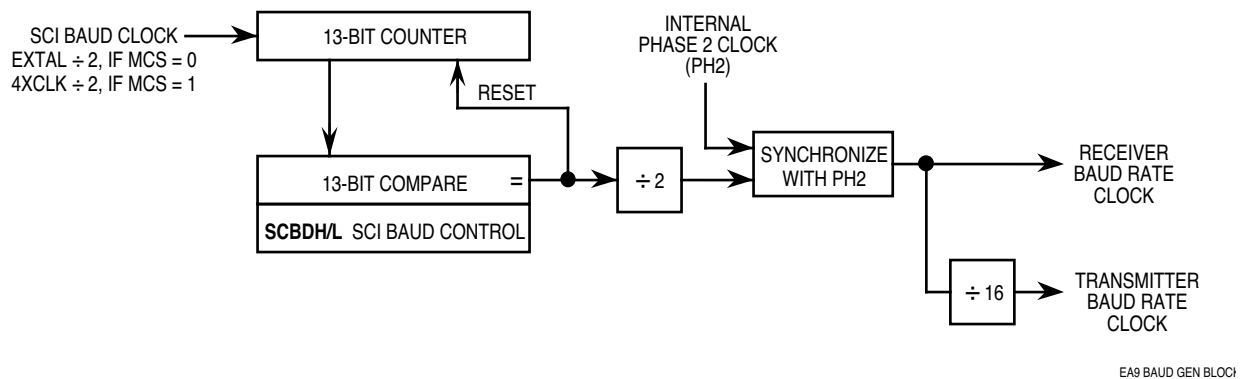 SCI BAUD CLOCK
EXTAL ÷ 2, IF MCS = 0
4XCLK ÷ 2, IF MCS = 1
13-BIT COUNTER
RESET
13-BIT COMPARE =
SCBDH/L SCI BAUD CONTROL
÷ 2
INTERNAL
PHASE 2 CLOCK
(PH2)
SYNCHRONIZE
WITH PH2
RECEIVER
BAUD RATE
CLOCK
÷ 16
TRANSMITTER
BAUD RATE
CLOCK
EA9 BAUD GEN BLOCK